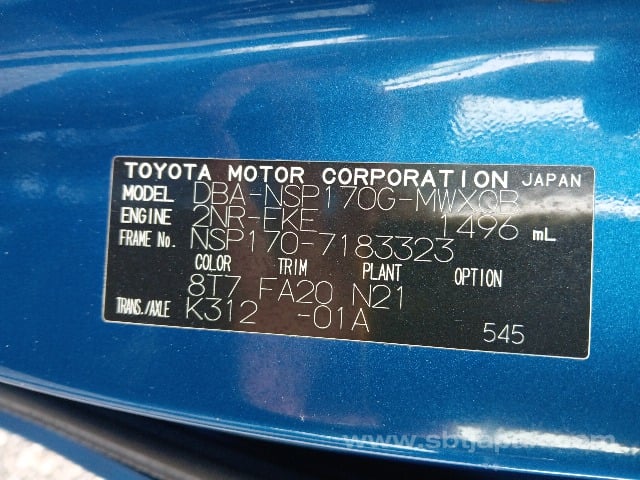 TOYOTA MOTOR CORPORATION JAPAN
MODEL DBA-NSP170G-MWXQB
ENGINE 2NR-FKE 1496 mL
FRAME No. NSP170-7183323
COLOR TRIM PLANT OPTION
8T7 FA20 N21
TRANS./AXLE K312 -01A
545
www.sbtjapan.com